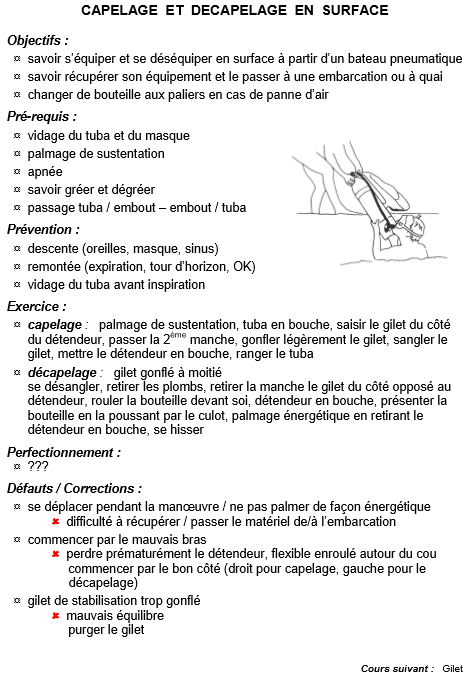 CAPELAGE ET DECAPELAGE EN SURFACE
Objectifs :
¤ savoir s'équiper et se déséquiper en surface à partir d'un bateau pneumatique
¤ savoir récupérer son équipement et le passer à une embarcation ou à quai
¤ changer de bouteille aux paliers en cas de panne d'air
Pré-requis :
¤ vidage du tuba et du masque
¤ palmage de sustentation
¤ apnée
¤ savoir gréer et dégréer
¤ passage tuba / embout – embout / tuba
Prévention :
¤ descente (oreilles, masque, sinus)
¤ remontée (expiration, tour d'horizon, OK)
¤ vidage du tuba avant inspiration
Exercice :
¤ capelage : palmage de sustentation, tuba en bouche, saisir le gilet du côté
du détendeur, passer la 2ème manche, gonfler légèrement le gilet, sangler le
gilet, mettre le détendeur en bouche, ranger le tuba
¤ décapelage : gilet gonflé à moitié
se désangler, retirer les plombs, retirer la manche le gilet du côté opposé au
détendeur, rouler la bouteille devant soi, détendeur en bouche, présenter la
bouteille en la poussant par le culot, palmage énergétique en retirant le
détendeur en bouche, se hisser
Perfectionnement :
¤ ???
Défauts / Corrections :
¤ se déplacer pendant la manœuvre / ne pas palmer de façon énergétique
✘ difficulté à récupérer / passer le matériel de/à l'embarcation
¤ commencer par le mauvais bras
✘ perdre prématurément le détendeur, flexible enroulé autour du cou
commencer par le bon côté (droit pour capelage, gauche pour le
décapelage)
¤ gilet de stabilisation trop gonflé
✘ mauvais équilibre
purger le gilet
Cours suivant : Gilet